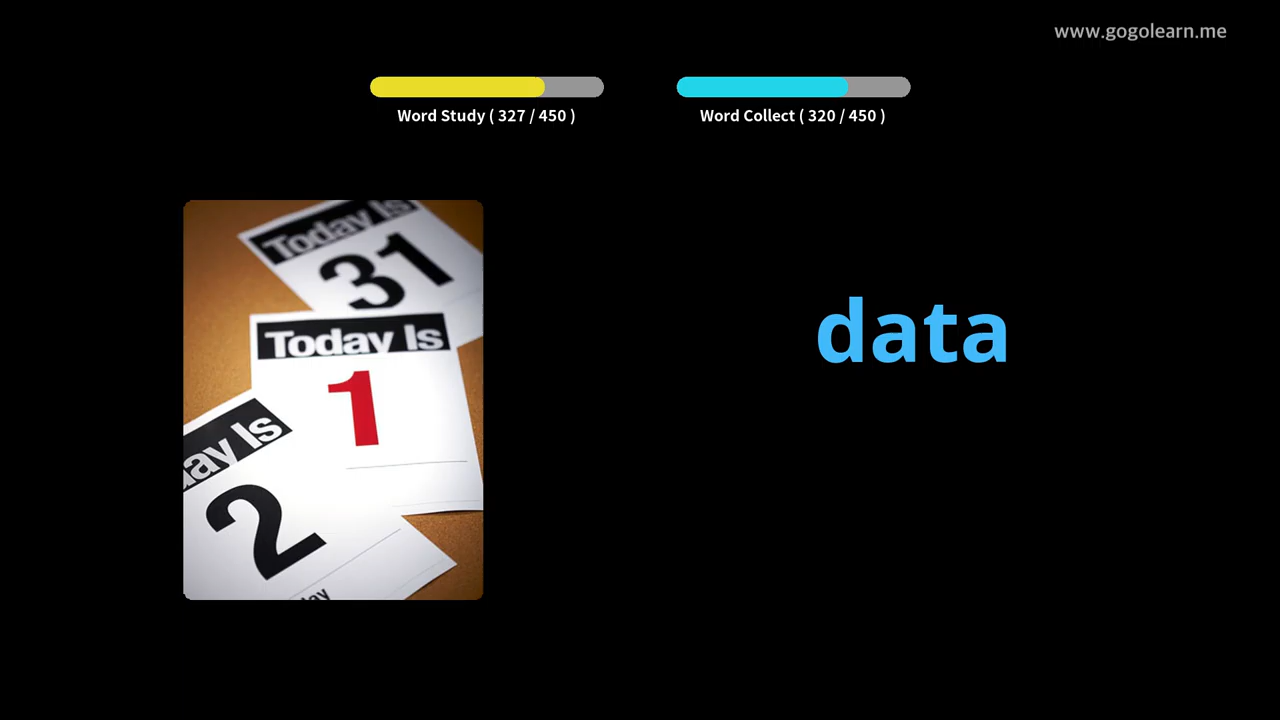 www.gogolearn.me
Word Study ( 327 / 450 )
Word Collect ( 320 / 450 )
Today Is
31
Today Is
1
ay Is
2
day
data